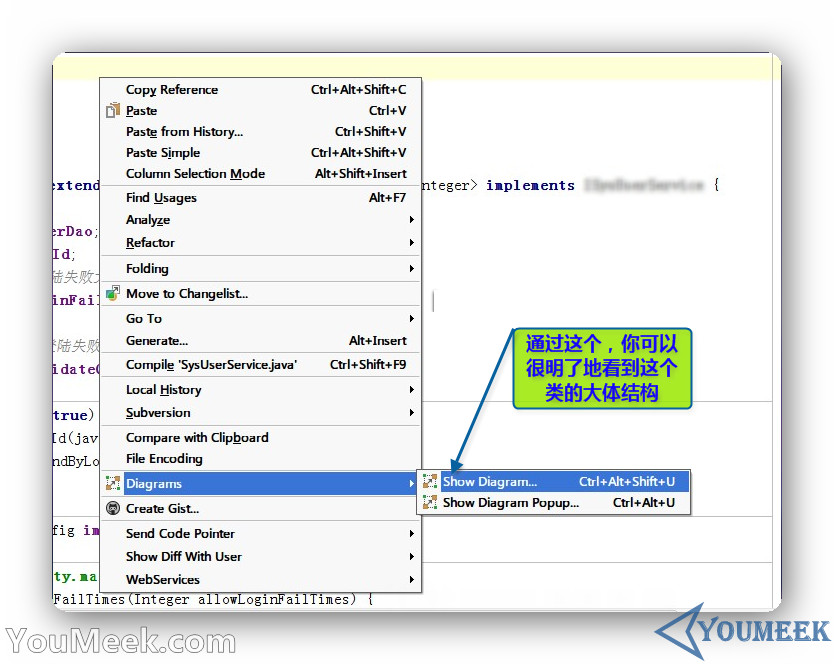 Copy Reference Ctrl+Alt+Shift+C
Paste Ctrl+V
Paste from History... Ctrl+Shift+V
Paste Simple Ctrl+Alt+Shift+V
Column Selection Mode Alt+Shift+Insert
extend nteger> implements {
Find Usages Alt+F7
Analyze
erDao;
Refactor
Id;
Folding
陆失败
Move to Changelist...
inFai
Go To
Generate... Alt+Insert
登陆失败
通过这个，你可以
很明了地看到这个
类的大体结构
Compile 'SysUserService.java' Ctrl+Shift+F9
idate
Local History
Subversion
true)
Compare with Clipboard
Id(jav
File Encoding
ndByLo
Diagrams
Show Diagram... Ctrl+Alt+Shift+U
Show Diagram Popup... Ctrl+Alt+U
Create Gist...
fig im
Send Code Pointer
Show Diff With User
WebServices
ty.ma
FailTimes(Integer allowLoginFailTimes) {
YouMeek.com
YOUMEEK